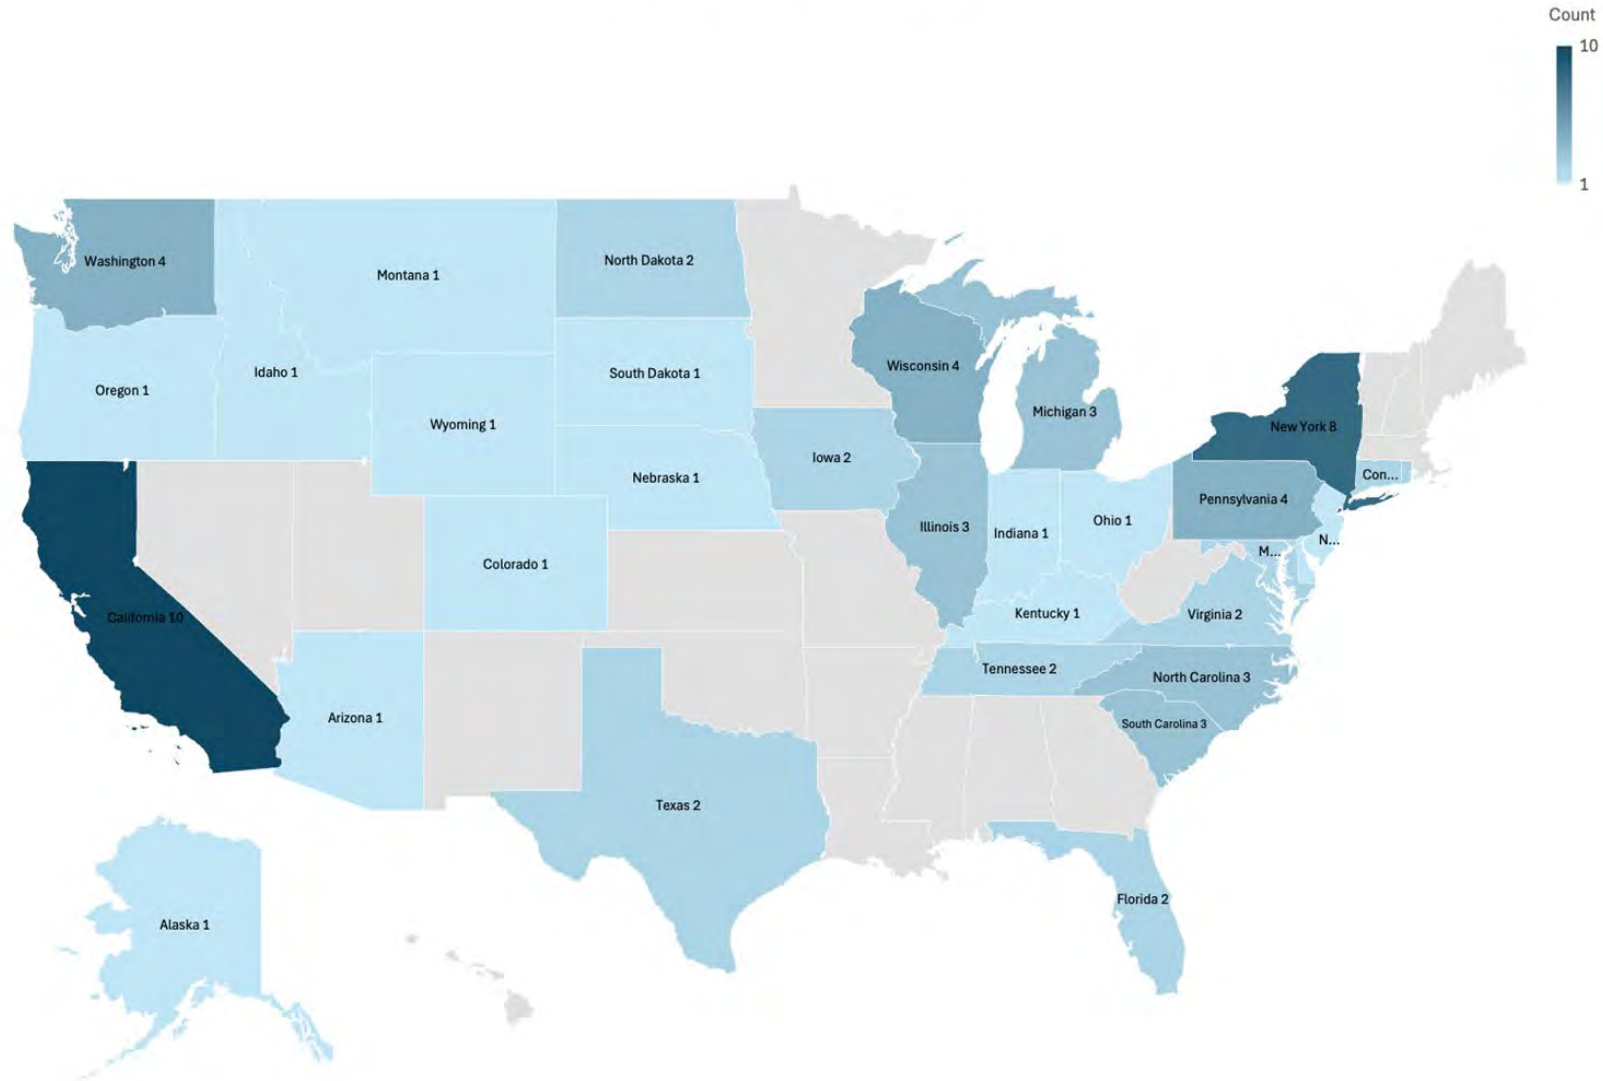 Count
10
1
Washington 4
Montana 1
North Dakota 2
Oregon 1
Idaho 1
Wyoming 1
South Dakota 1
Nebraska 1
Wisconsin 4
Michigan 3
Iowa 2
Illinois 3
Indiana 1
Ohio 1
New York 8
Pennsylvania 4
Con...
N...
M...
Colorado 1
California 10
Kentucky 1
Virginia 2
Tennessee 2
North Carolina 3
South Carolina 3
Arizona 1
Texas 2
Florida 2
Alaska 1